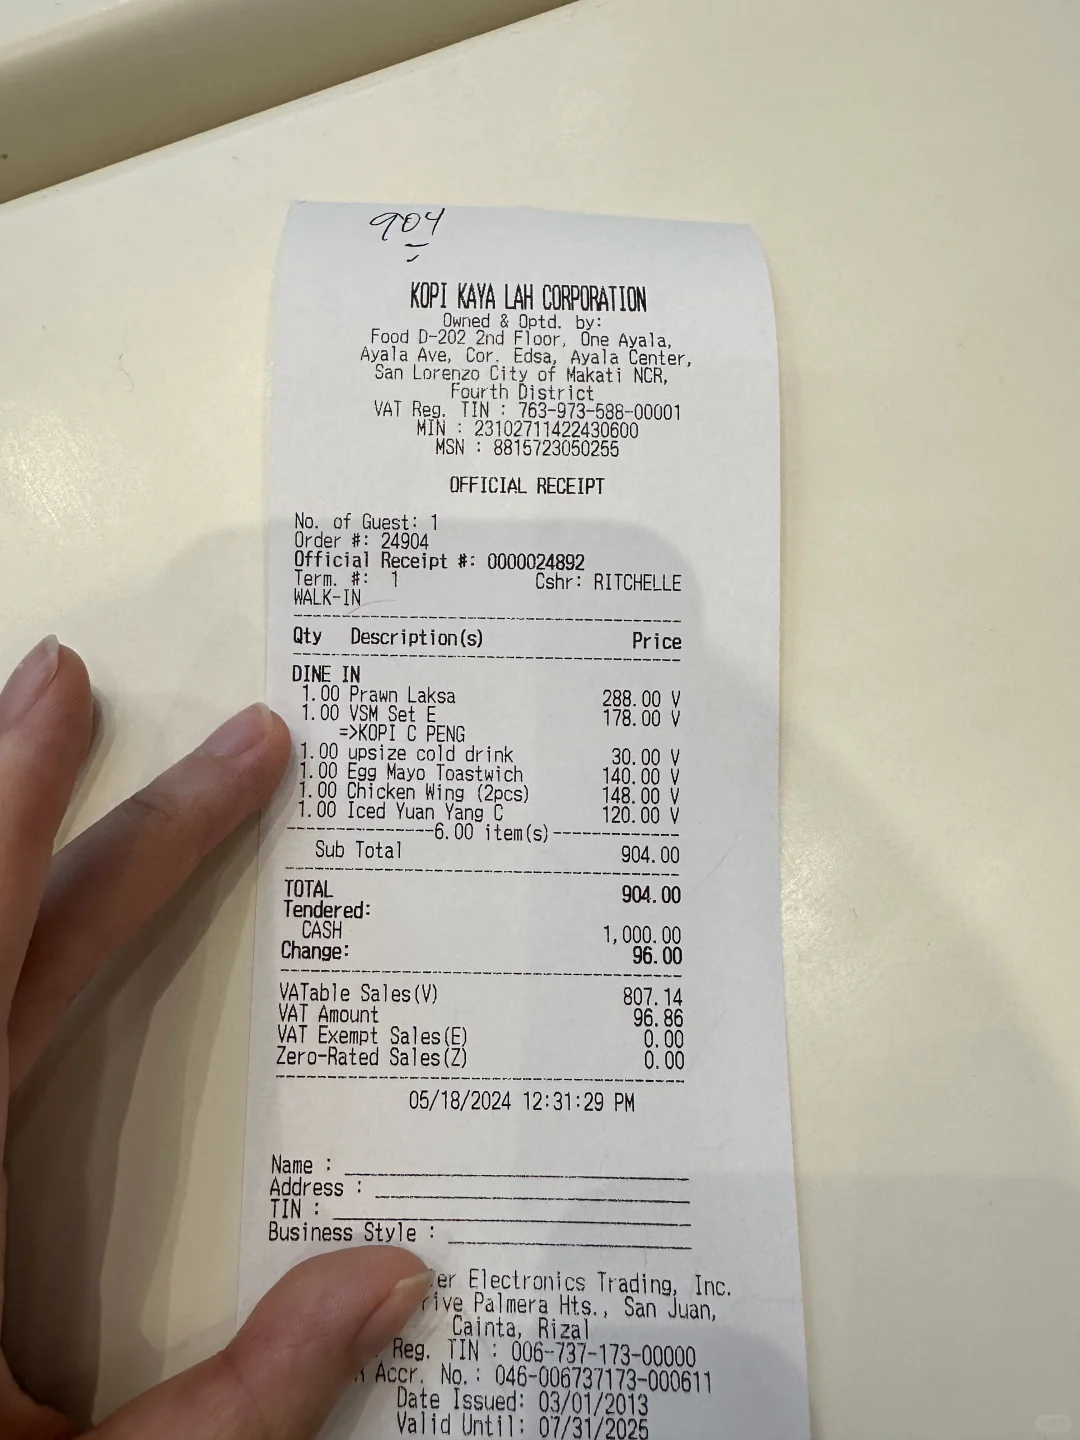 904
KOPI KAYA LAH CORPORATION
Owned & Optd. by:
Food D-202 2nd Floor, One Ayala,
Ayala Ave, Cor. Edsa, Ayala Center,
San Lorenzo City of Makati NCR,
Fourth District
VAT Reg. TIN : 763-973-588-00001
MIN : 23102711422430600
MSN : 8815723050255
OFFICIAL RECEIPT
No. of Guest: 1
Order #: 24904
Official Receipt #: 0000024892
Term. #: 1 Cshr: RITCHELLE
WALK-IN
Qty Description(s) Price
DINE IN
1.00 Prawn Laksa 288.00 V
1.00 VSM Set E 178.00 V
=>KOPI C PENG
1.00 upsize cold drink 30.00 V
1.00 Egg Mayo Toastwich 140.00 V
1.00 Chicken Wing (2pcs) 148.00 V
1.00 Iced Yuan Yang C 120.00 V
6.00 item(s)
Sub Total 904.00
TOTAL 904.00
Tendered:
CASH 1,000.00
Change: 96.00
VATable Sales(V) 807.14
VAT Amount 96.86
VAT Exempt Sales(E) 0.00
Zero-Rated Sales(Z) 0.00
05/18/2024 12:31:29 PM
Name :
Address :
TIN :
Business Style :
Electronics Trading, Inc.
Palmera Hts., San Juan,
Cainta, Rizal
Reg. TIN : 006-737-173-00000
Accr. No.: 046-006737173-000611
Date Issued: 03/01/2013
Valid Until: 07/31/2025